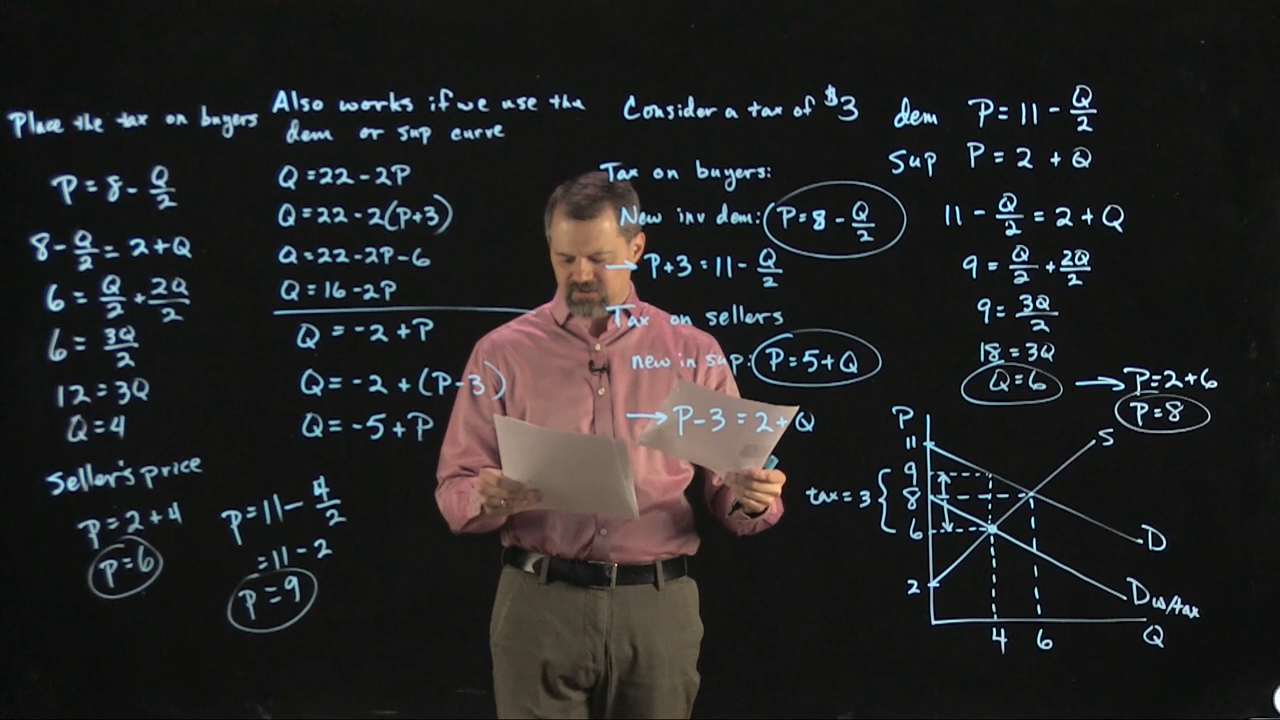 Place the tax on buyers
P = 8 - Q/2
8 - Q/2 = 2 + Q
6 = Q/2 + 2Q/2
6 = 3Q/2
12 = 3Q
Q = 4
Seller's price
P = 2 + 4
P = 6
P = 11 - 4/2
= 11 - 2
P = 9
Also works if we use the
dem or sup curve
Q = 22 - 2P
Q = 22 - 2(P+3)
Q = 22 - 2P - 6
Q = 16 - 2P
Q = -2 + P
Q = -2 + (P-3)
Q = -5 + P
Consider a tax of $3
Tax on buyers:
New inv dem: P = 8 - Q/2
→ P+3 = 11 - Q/2
Tax on sellers
new in sup: P = 5 + Q
→ P - 3 = 2 + Q
dem P = 11 - Q/2
Sup P = 2 + Q
11 - Q/2 = 2 + Q
9 = Q/2 + 2Q/2
9 = 3Q/2
18 = 3Q
Q = 6 → P = 2 + 6
P = 8
P
11
9
8
6
2
tax = 3
S
D
D w/tax
4 6 Q